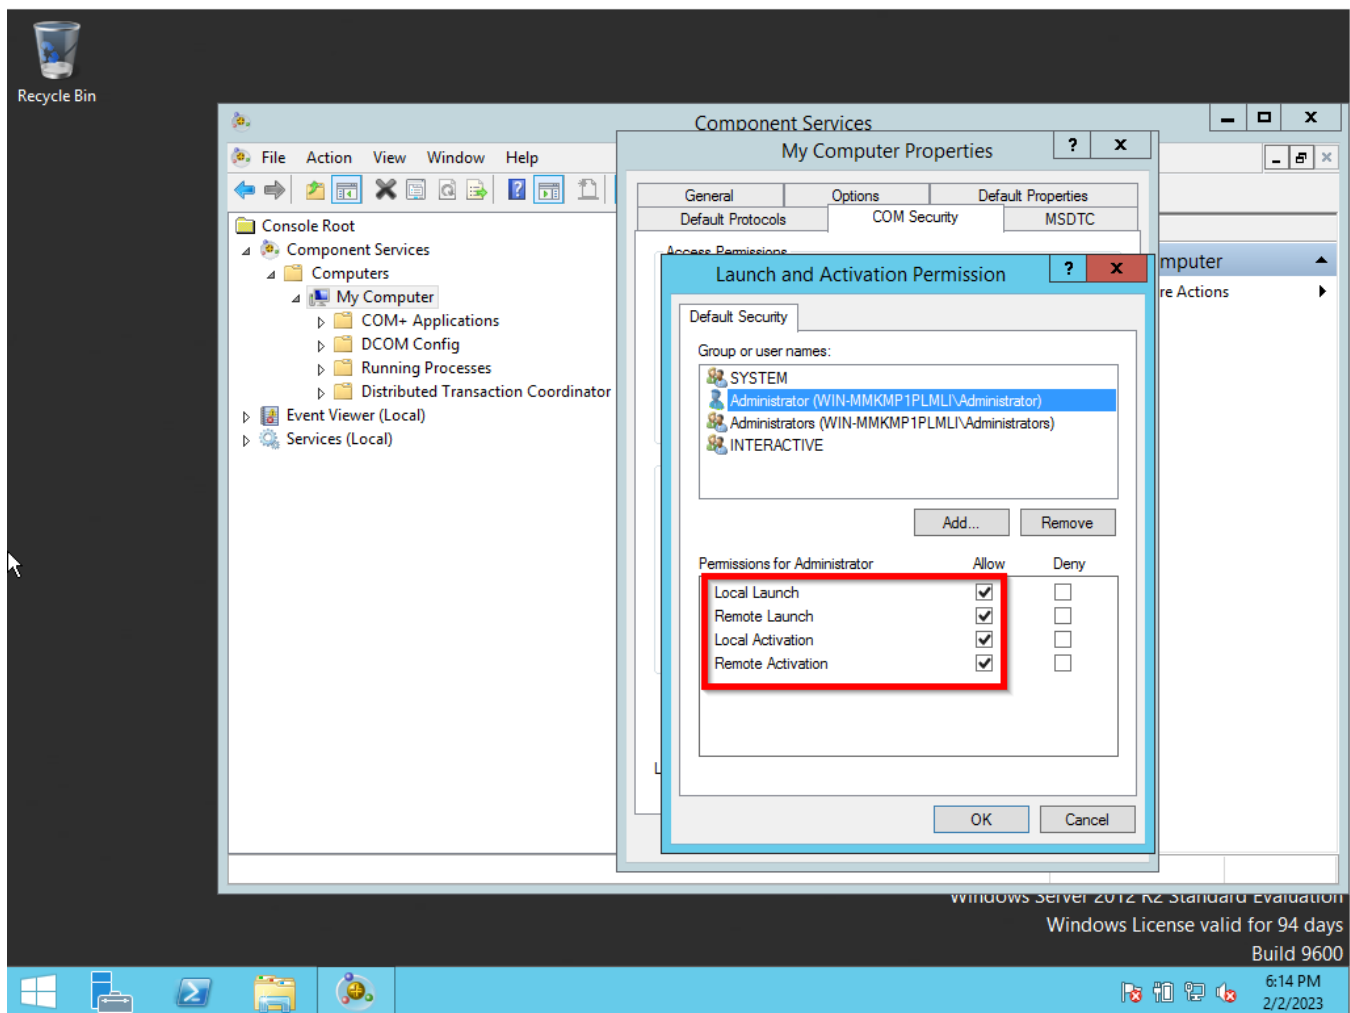 Recycle Bin
Component Services
File Action View Window Help
Console Root
Component Services
Computers
My Computer
COM+ Applications
DCOM Config
Running Processes
Distributed Transaction Coordinator
Event Viewer (Local)
Services (Local)
My Computer Properties
? x
General Options Default Properties
Default Protocols COM Security MSDTC
Access Permissions
L
mputer
re Actions
Launch and Activation Permission
? x
Default Security
Group or user names:
SYSTEM
Administrator (WIN-MMKMP1PLMLI\Administrator)
Administrators (WIN-MMKMP1PLMLI\Administrators)
INTERACTIVE
Add... Remove
Permissions for Administrator Allow Deny
Local Launch
Remote Launch
Local Activation
Remote Activation
OK Cancel
Windows Server 2012 R2 Standard Evaluation
Windows License valid for 94 days
Build 9600
6:14 PM
2/2/2023